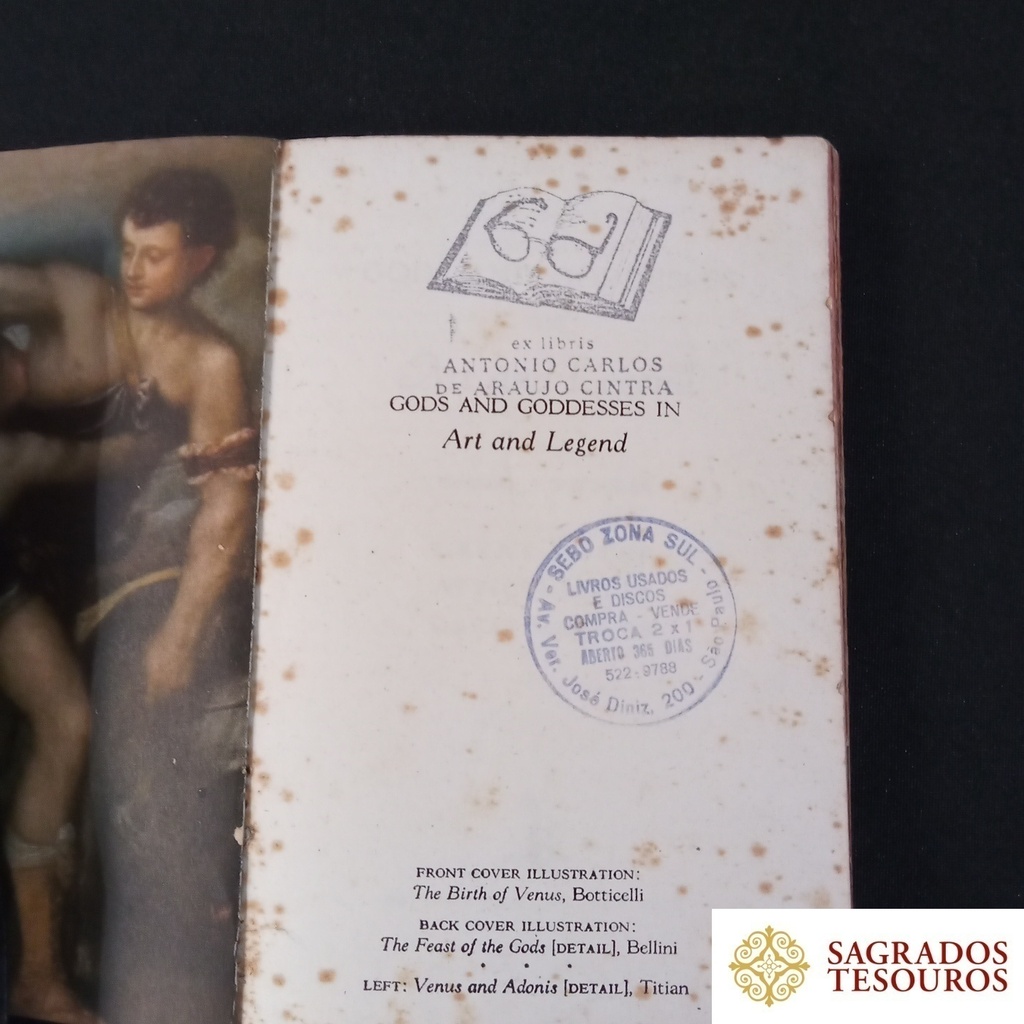 ex libris
ANTONIO CARLOS
DE ARAUJO CINTRA
GODS AND GODDESSES IN
Art and Legend
SEBO ZONA SUL -
LIVROS USADOS
E DISCOS
COMPRA - VENDE
TROCA 2 x 1
ABERTO 365 DIAS
522-9788
- Av. Ver. José Diniz, 200 - São Paulo
FRONT COVER ILLUSTRATION:
The Birth of Venus, Botticelli
BACK COVER ILLUSTRATION:
The Feast of the Gods [DETAIL], Bellini
LEFT: Venus and Adonis [DETAIL], Titian
SAGRADOS
TESOUROS